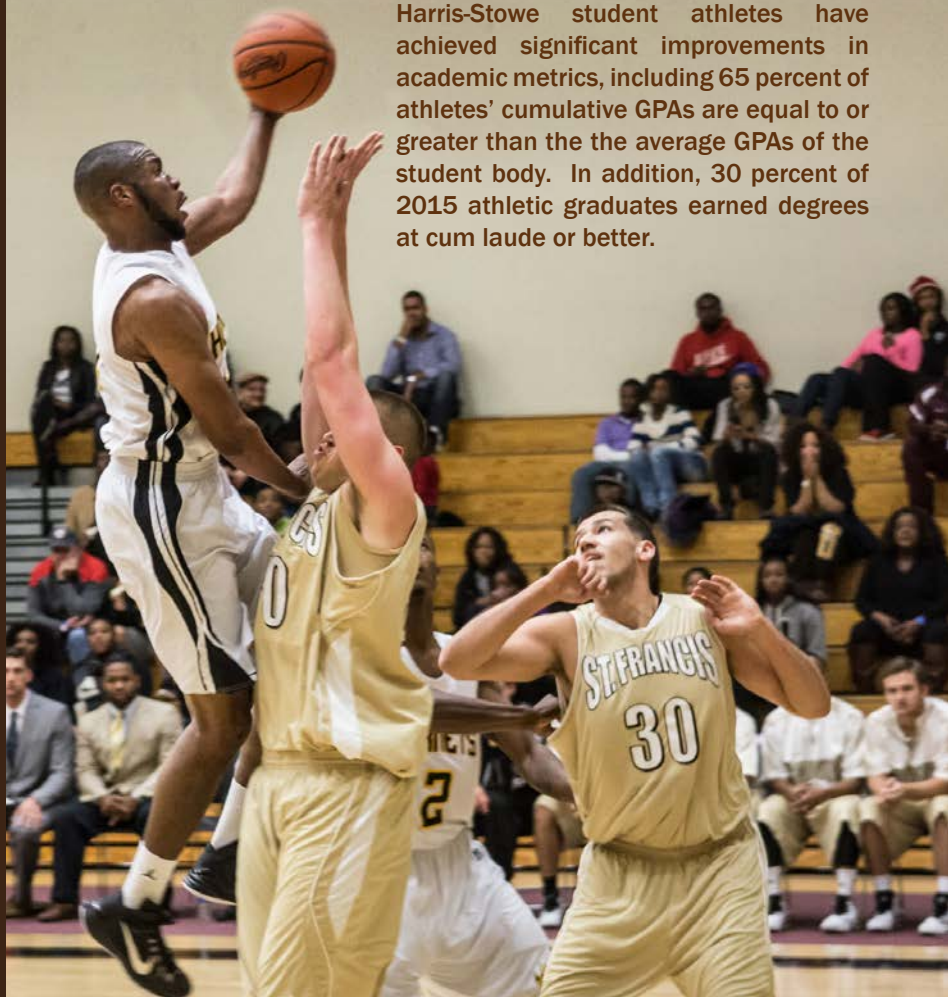 Harris-Stowe student athletes have
achieved significant improvements in
academic metrics, including 65 percent of
athletes' cumulative GPAs are equal to or
greater than the the average GPAs of the
student body. In addition, 30 percent of
2015 athletic graduates earned degrees
at cum laude or better.
ST.FRANCIS
30
2